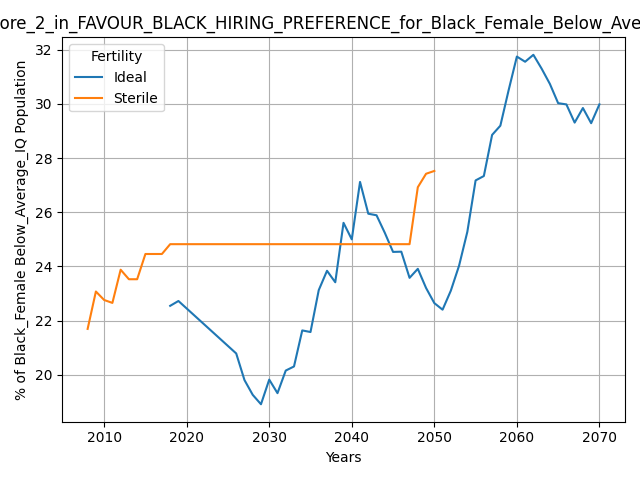 ore_2_in_FAVOUR_BLACK_HIRING_PREFERENCE_for_Black_Female_Below_Ave
Fertility
Ideal
Sterile
% of Black_Female Below_Average_IQ Population
32
30
28
26
24
22
20
2010 2020 2030 2040 2050 2060 2070
Years